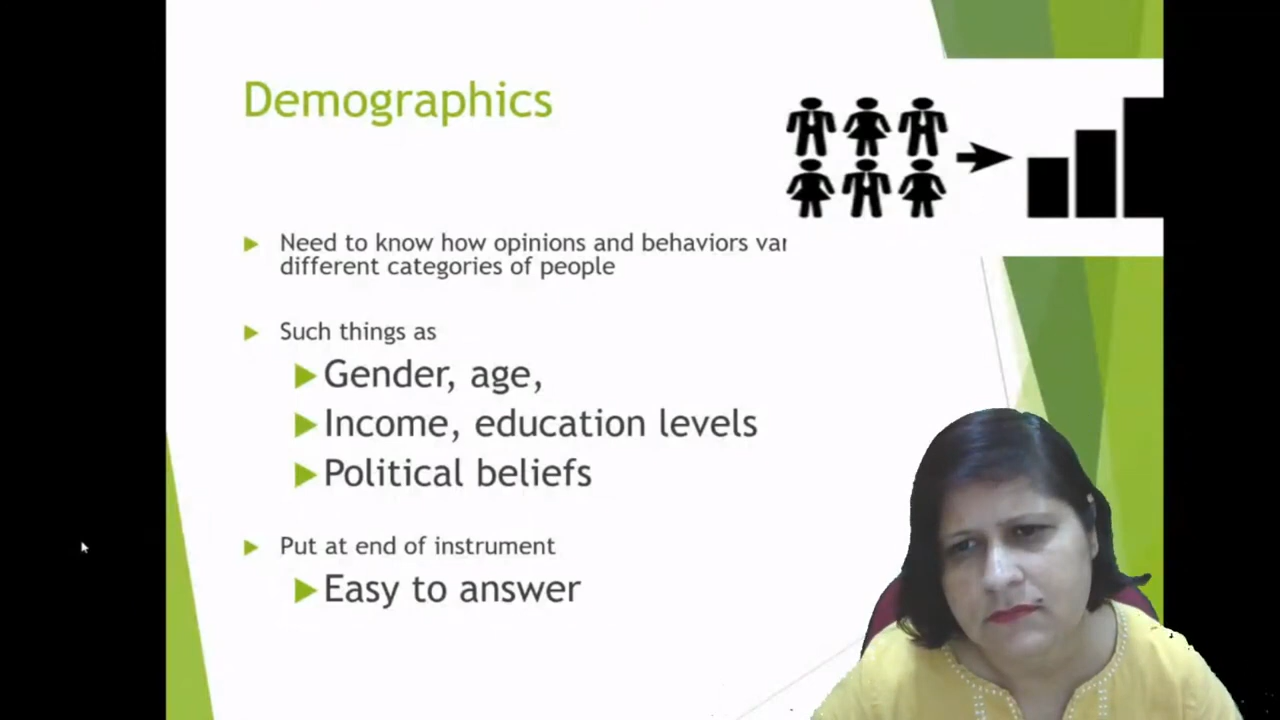 Demographics
Need to know how opinions and behaviors
different categories of people
Such things as
Gender, age,
Income, education levels
Political beliefs
Put at end of instrument
Easy to answer